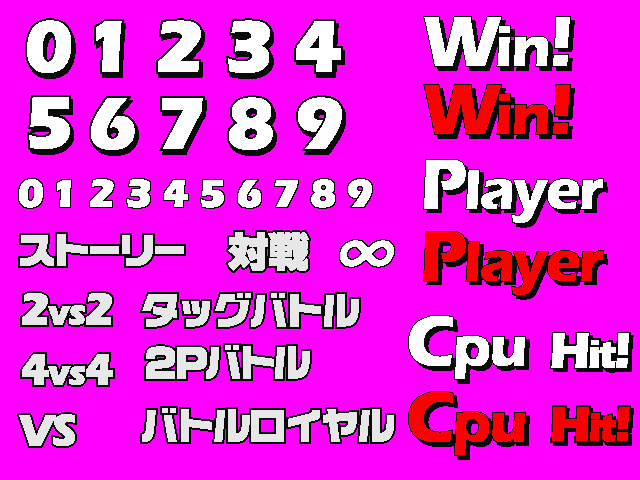 0 1 2 3 4
5 6 7 8 9
0 1 2 3 4 5 6 7 8 9
ストーリー 対戦 ∞
2vs2 タッグバトル
4vs4 2Pバトル
VS バトルロイヤル
Win!
Win!
Player
Player
Cpu Hit!
Cpu Hit!